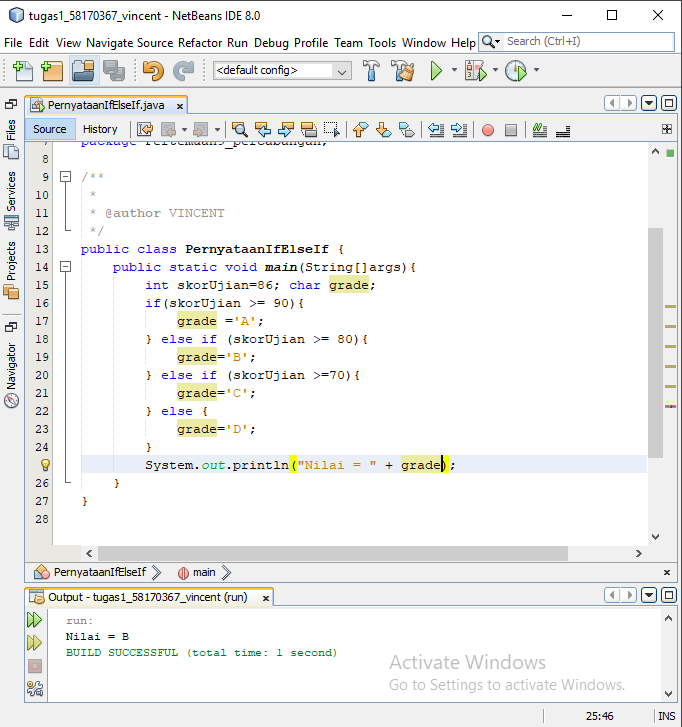 tugas1_58170367_vincent - NetBeans IDE 8.0
File Edit View Navigate Source Refactor Run Debug Profile Team Tools Window Help Search (Ctrl+I)
<default config>
PernyataanIfElseIf.java x
Source History
Files
Services
Projects
Navigator
7 package Pertemuan9_percabangan;
8
9 /**
10 *
11 * @author VINCENT
12 */
13 public class PernyataanIfElseIf {
14 public static void main(String[]args){
15 int skorUjian=86; char grade;
16 if(skorUjian >= 90){
17 grade ='A';
18 } else if (skorUjian >= 80){
19 grade='B';
20 } else if (skorUjian >=70){
21 grade='C';
22 } else {
23 grade='D';
24 }
System.out.println("Nilai = " + grade);
26 }
27 }
28
PernyataanIfElseIf main
Output - tugas1_58170367_vincent (run) x
run:
Nilai = B
BUILD SUCCESSFUL (total time: 1 second)
Activate Windows
Go to Settings to activate Windows.
25:46 INS